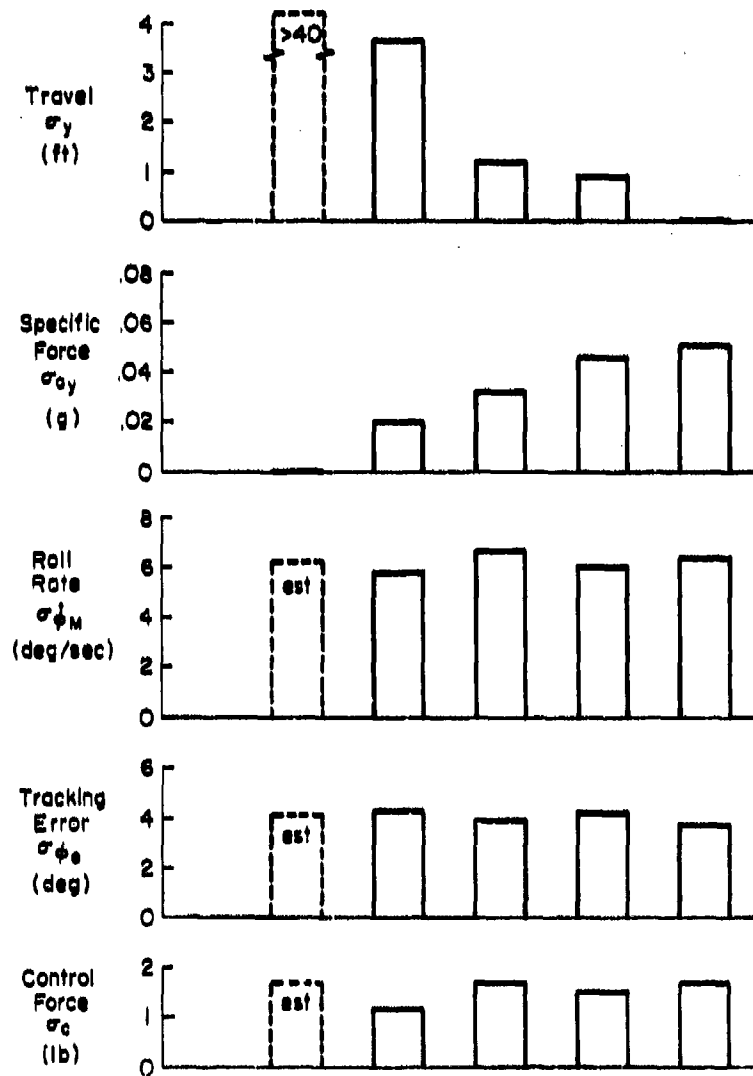 Travel
σy
(ft)
4
3
2
1
0
>40
Specific
Force
σay
(g)
.08
.06
.04
.02
0
Roll
Rate
σφ̇M
(deg/sec)
8
6
4
2
0
est
Tracking
Error
σφe
(deg)
6
4
2
0
est
Control
Force
σc
(lb)
2
1
0
est